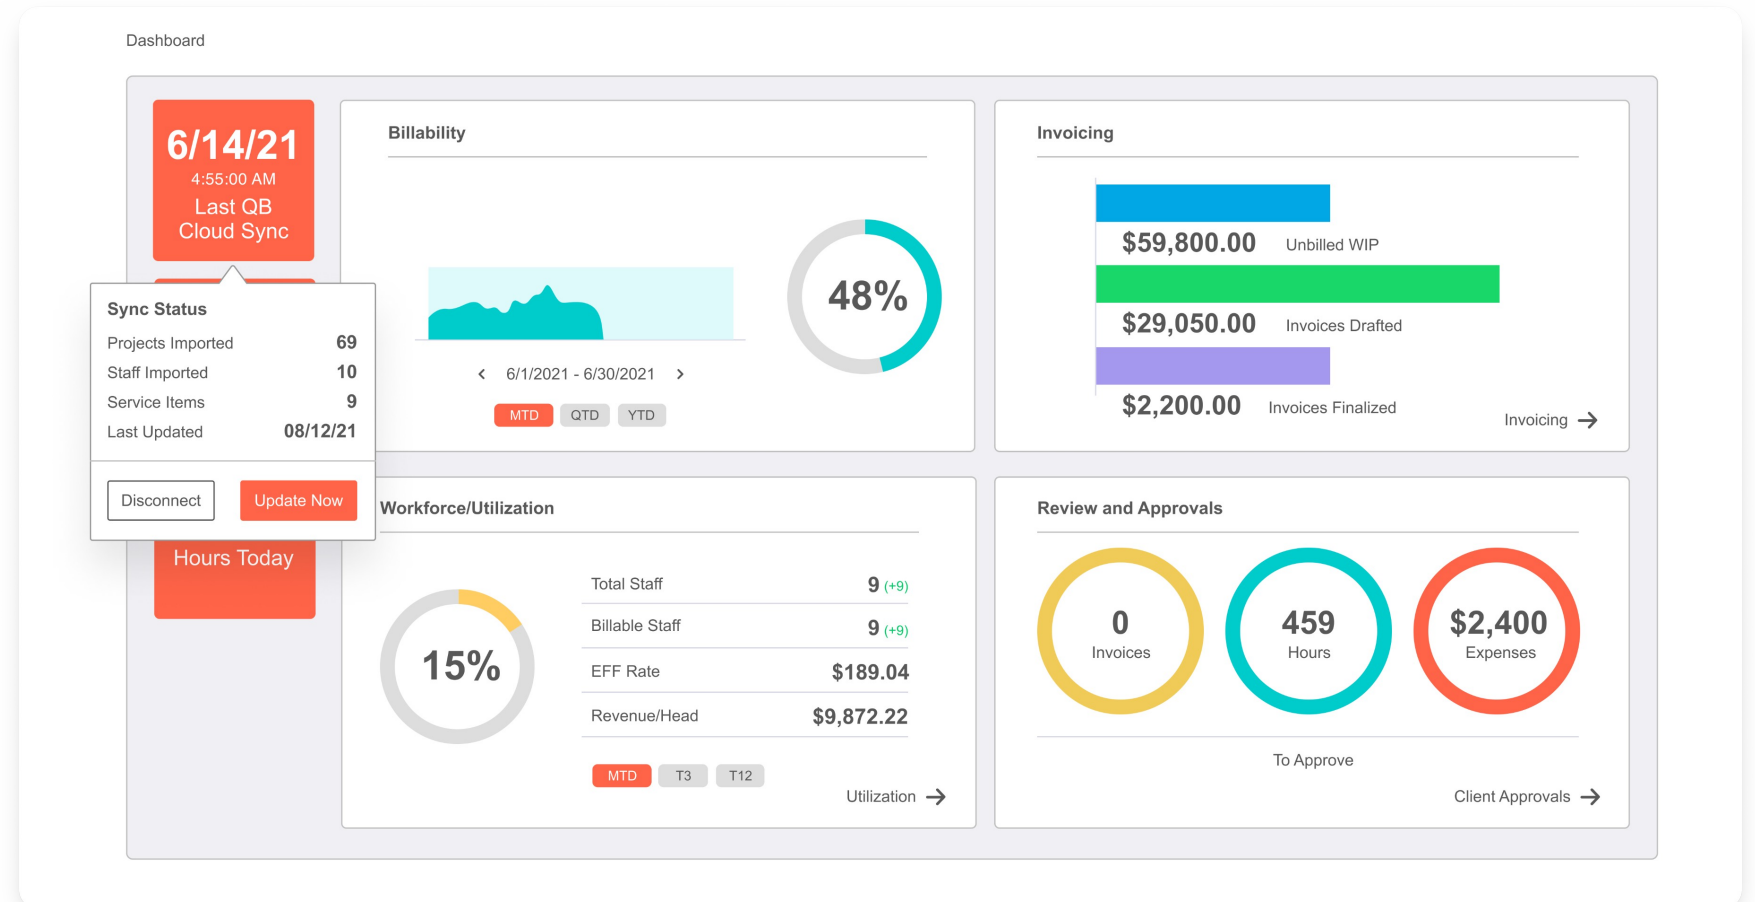 Dashboard
6/14/21
4:55:00 AM
Last QB
Cloud Sync
Sync Status
Projects Imported 69
Staff Imported 10
Service Items 9
Last Updated 08/12/21
Disconnect Update Now
Hours Today
Billability
48%
6/1/2021 - 6/30/2021
MTD QTD YTD
Invoicing
$59,800.00 Unbilled WIP
$29,050.00 Invoices Drafted
$2,200.00 Invoices Finalized
Invoicing
Workforce/Utilization
15%
Total Staff 9 (+9)
Billable Staff 9 (+9)
EFF Rate $189.04
Revenue/Head $9,872.22
MTD T3 T12
Utilization
Review and Approvals
0
Invoices
459
Hours
$2,400
Expenses
To Approve
Client Approvals